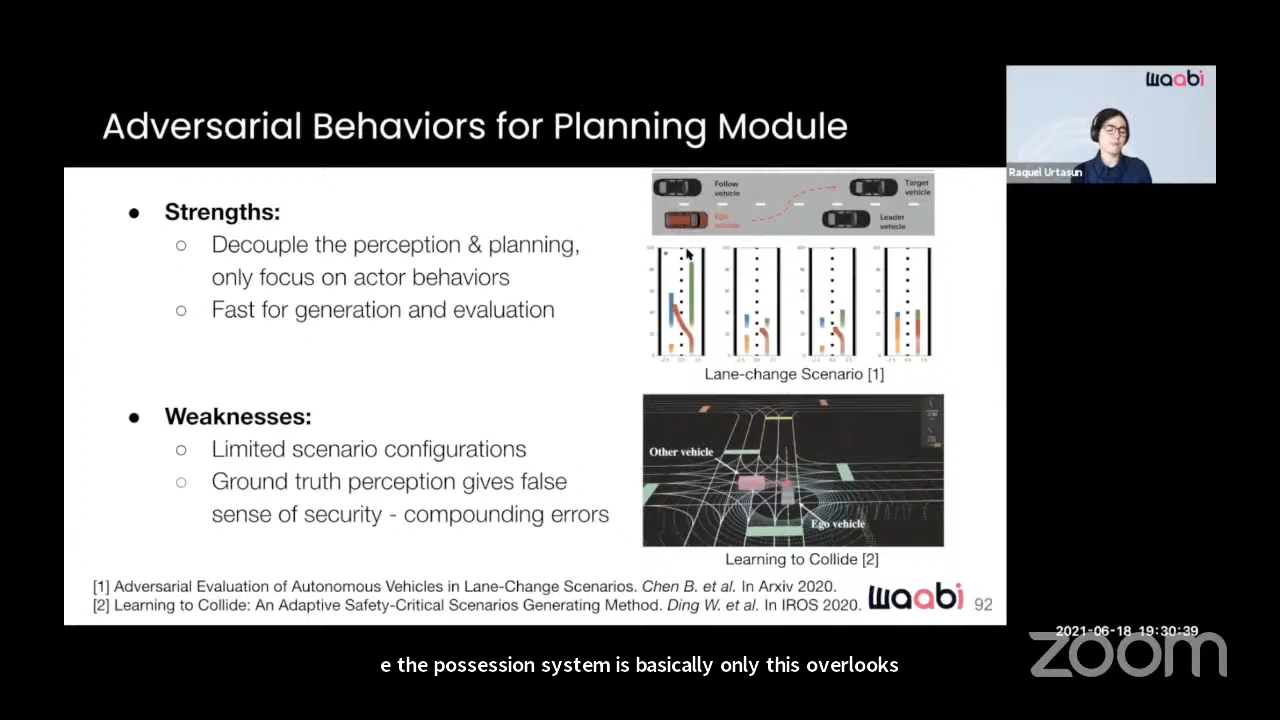 waabi
Adversarial Behaviors for Planning Module
Raquel Urtasun
● Strengths:
○ Decouple the perception & planning,
only focus on actor behaviors
○ Fast for generation and evaluation
● Weaknesses:
○ Limited scenario configurations
○ Ground truth perception gives false
sense of security - compounding errors
Follow
vehicle
Target
vehicle
Ego
vehicle
Leader
vehicle
Lane-change Scenario [1]
Other vehicle
Ego vehicle
Learning to Collide [2]
[1] Adversarial Evaluation of Autonomous Vehicles in Lane-Change Scenarios. Chen B. et al. In Arxiv 2020.
[2] Learning to Collide: An Adaptive Safety-Critical Scenarios Generating Method. Ding W. et al. In IROS 2020.
waabi 92
2021-06-18 19:30:39
zoom
e the possession system is basically only this overlooks